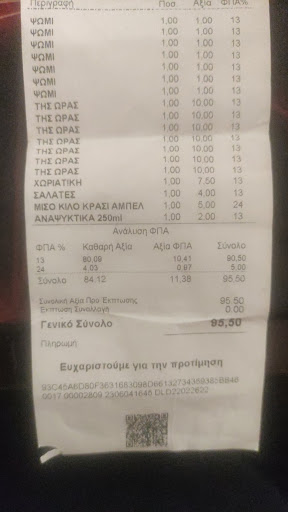 Περιγραφή Ποσ. Αξία ΦΠΑ%
ΨΩΜΙ 1,00 1,00 13
ΨΩΜΙ 1,00 1,00 13
ΨΩΜΙ 1,00 1,00 13
ΨΩΜΙ 1,00 1,00 13
ΨΩΜΙ 1,00 1,00 13
ΨΩΜΙ 1,00 1,00 13
ΨΩΜΙ 1,00 1,00 13
ΤΗΣ ΩΡΑΣ 1,00 10,00 13
ΤΗΣ ΩΡΑΣ 1,00 10,00 13
ΤΗΣ ΩΡΑΣ 1,00 10,00 13
ΤΗΣ ΩΡΑΣ 1,00 10,00 13
ΤΗΣ ΩΡΑΣ 1,00 10,00 13
ΤΗΣ ΩΡΑΣ 1,00 10,00 13
ΤΗΣ ΩΡΑΣ 1,00 10,00 13
ΧΩΡΙΑΤΙΚΗ 1,00 7,50 13
ΣΑΛΑΤΕΣ 1,00 4,00 13
ΜΙΣΟ ΚΙΛΟ ΚΡΑΣΙ ΑΜΠΕΛ 1,00 5,00 24
ΑΝΑΨΥΚΤΙΚΑ 250ml 1,00 2,00 13
Ανάλυση ΦΠΑ
ΦΠΑ % Καθαρή Αξία Αξία ΦΠΑ Σύνολο
13 80,09 10,41 90,50
24 4,03 0,97 5,00
Σύνολο 84,12 11,38 95,50
Συνολική Αξία Προ Έκπτωσης 95,50
Έκπτωση Συναλλαγή 0,00
Γενικό Σύνολο 95,50
Πληρωμή
Ευχαριστούμε για την προτίμηση
0017 00002809 2306041646 DLD22022622